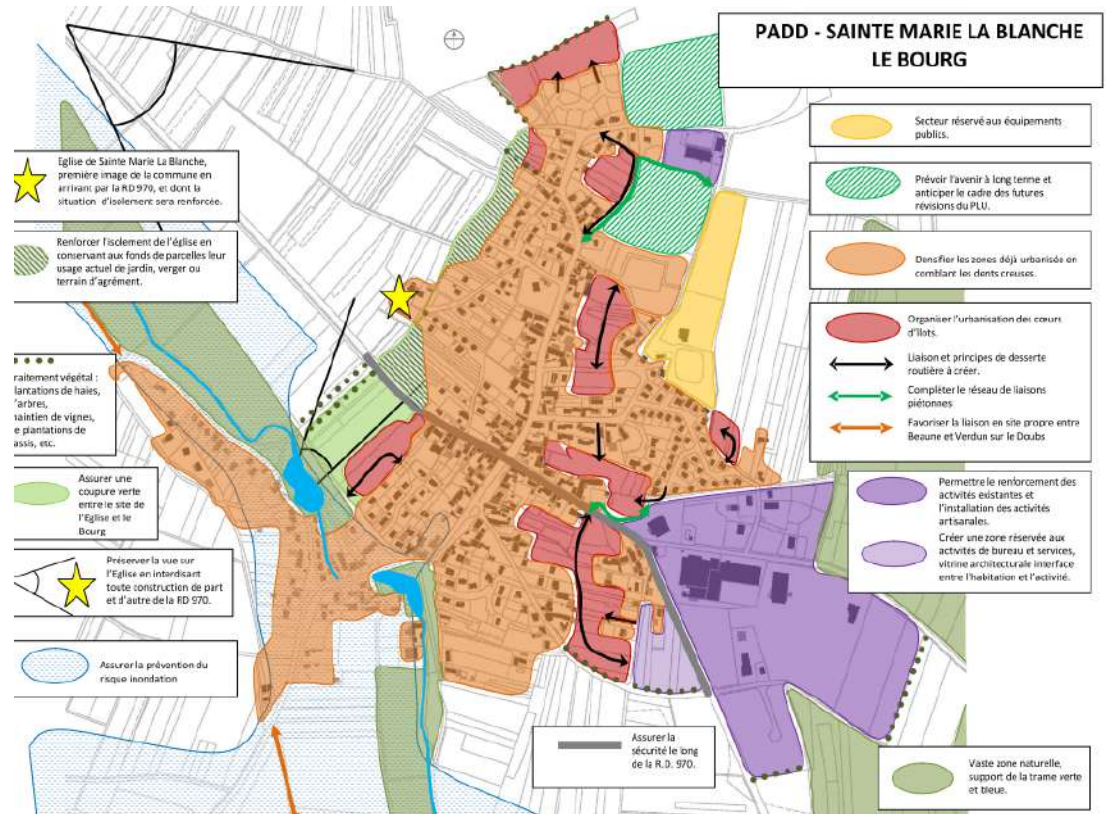 PADD - SAINTE MARIE LA BLANCHE
LE BOURG
Secteur réservé aux équipements
publics.
Prévoir l'avenir à long terme et
anticiper le cadre des futures
révisions du PLU.
Densifier les zones déjà urbanisée en
comblant les dents creuses.
Organiser l'urbanisation des cœurs
d'îlots.
Liaison et principes de desserte
routière à créer.
Compléter le réseau de liaisons
piétonnes
Favoriser la liaison en site propre entre
Beaune et Verdun sur le Doubs
Permettre le renforcement des
activités existantes et
l'installation des activités
artisanales.
Créer une zone réservée aux
activités de bureau et services,
vitrine architecturale interface
entre l'habitation et l'activité.
Vaste zone naturelle,
support de la trame verte
et bleue.
Eglise de Sainte Marie La Blanche,
première image de la commune en
arrivant par la RD 970, et dont la
situation d'isolement sera renforcée.
Renforcer l'isolement de l'église en
conservant aux fonds de parcelles leur
usage actuel de jardin, verger ou
terrain d'agrément.
raitement végétal :
lantations de haies,
'arbres,
aintien de vignes,
e plantations de
assis, etc.
Assurer une
coupure verte
entre le site de
l'Eglise et le
Bourg
Préserver la vue sur
l'Eglise en interdisant
toute construction de part
et d'autre de la RD 970.
Assurer la prévention du
risque inondation
Assurer la
sécurité le long
de la R.D. 970.